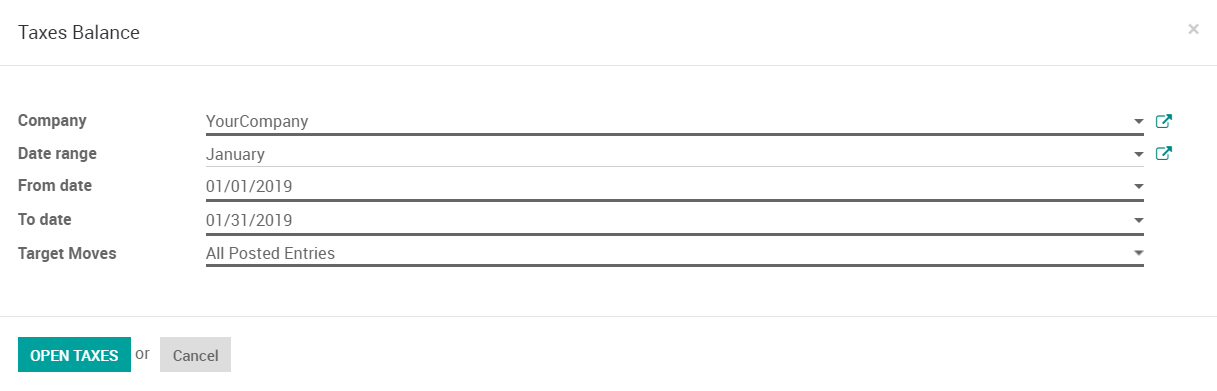 Taxes Balance ×
Company YourCompany
Date range January
From date 01/01/2019
To date 01/31/2019
Target Moves All Posted Entries
OPEN TAXES or Cancel